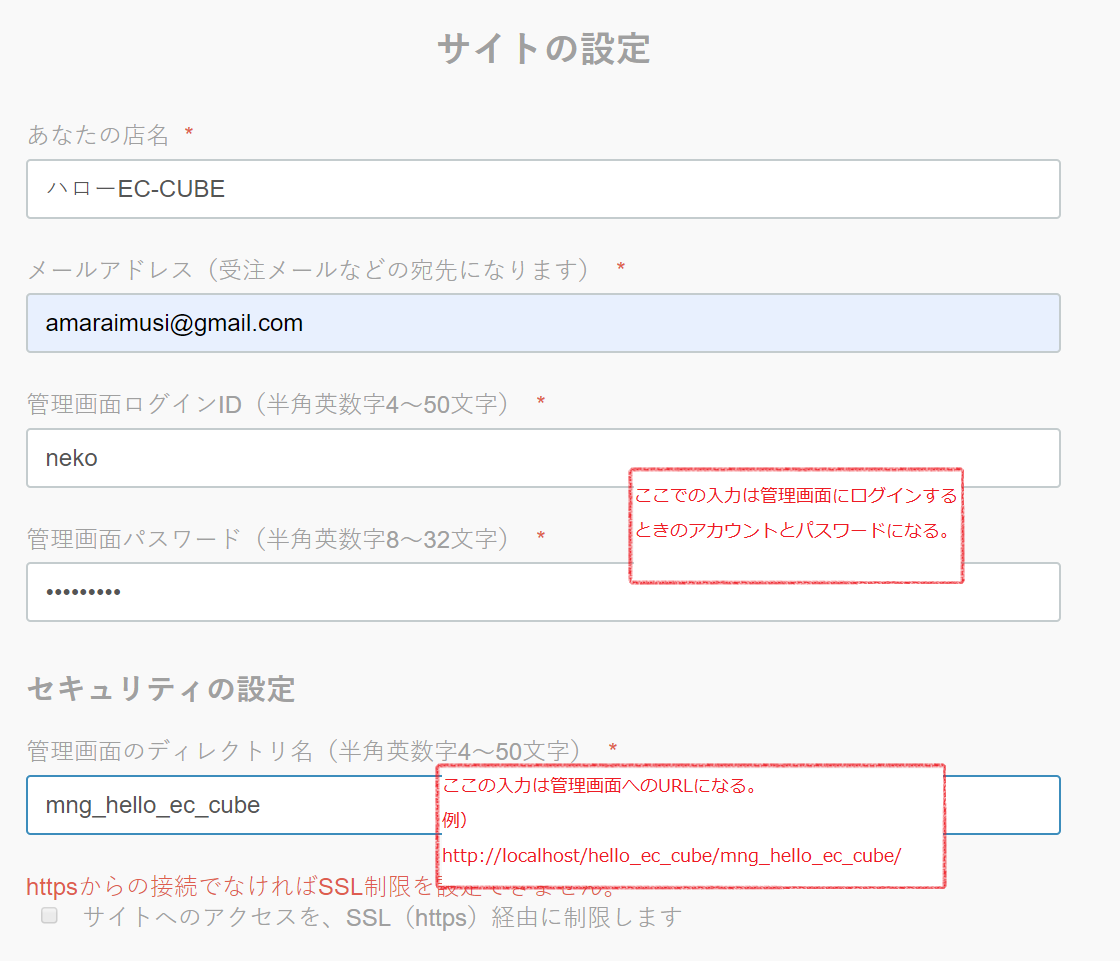 サイトの設定
あなたの店名 *
ハローEC-CUBE
メールアドレス（受注メールなどの宛先になります） *
amaraimusi@gmail.com
管理画面ログインID（半角英数字4～50文字） *
neko
ここでの入力は管理画面にログインする
ときのアカウントとパスワードになる。
管理画面パスワード（半角英数字8～32文字） *
•••••••••
セキュリティの設定
管理画面のディレクトリ名（半角英数字4～50文字） *
mng_hello_ec_cube
ここの入力は管理画面へのURLになる。
例）
http://localhost/hello_ec_cube/mng_hello_ec_cube/
httpsからの接続でなければSSL制限を設定できません。
サイトへのアクセスを、SSL（https）経由に制限します